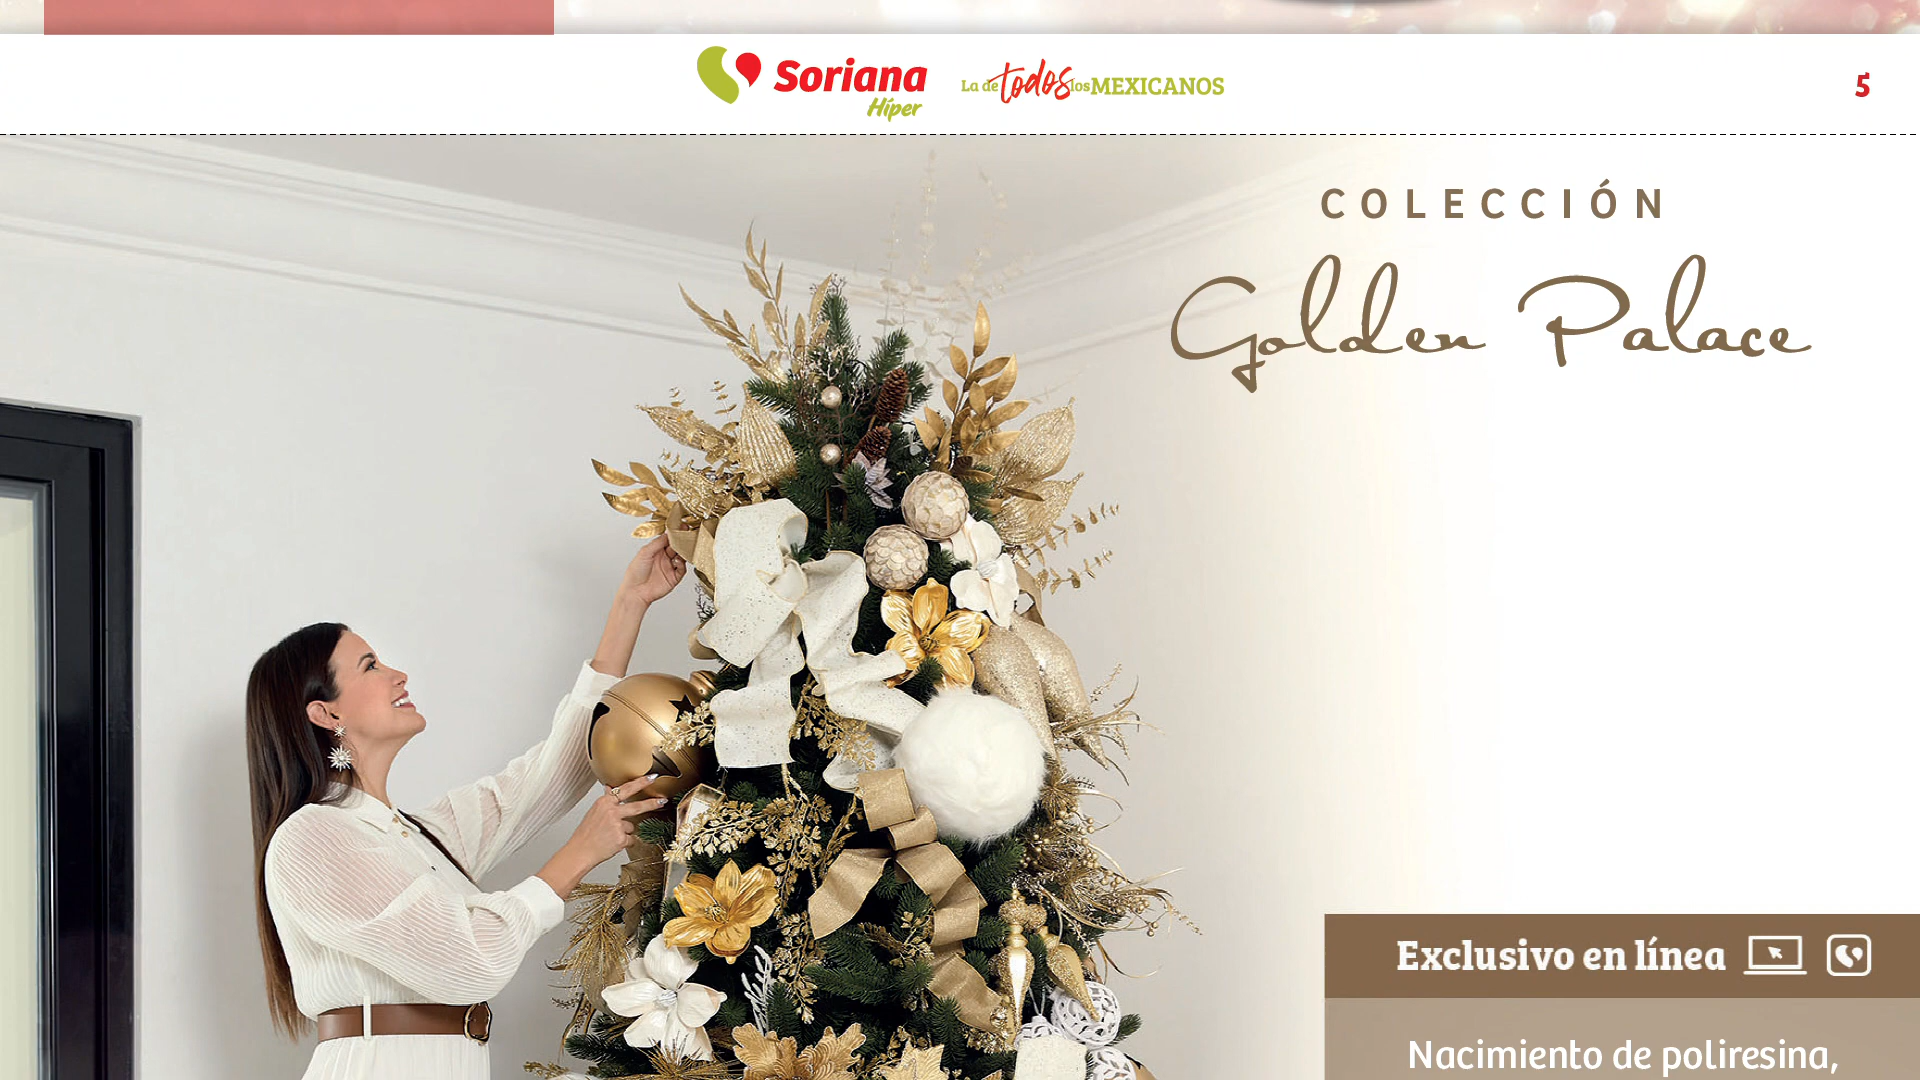 Soriana
Híper
La de todos los MEXICANOS
5
COLECCIÓN
Golden Palace
Exclusivo en línea
Nacimiento de poliresina,